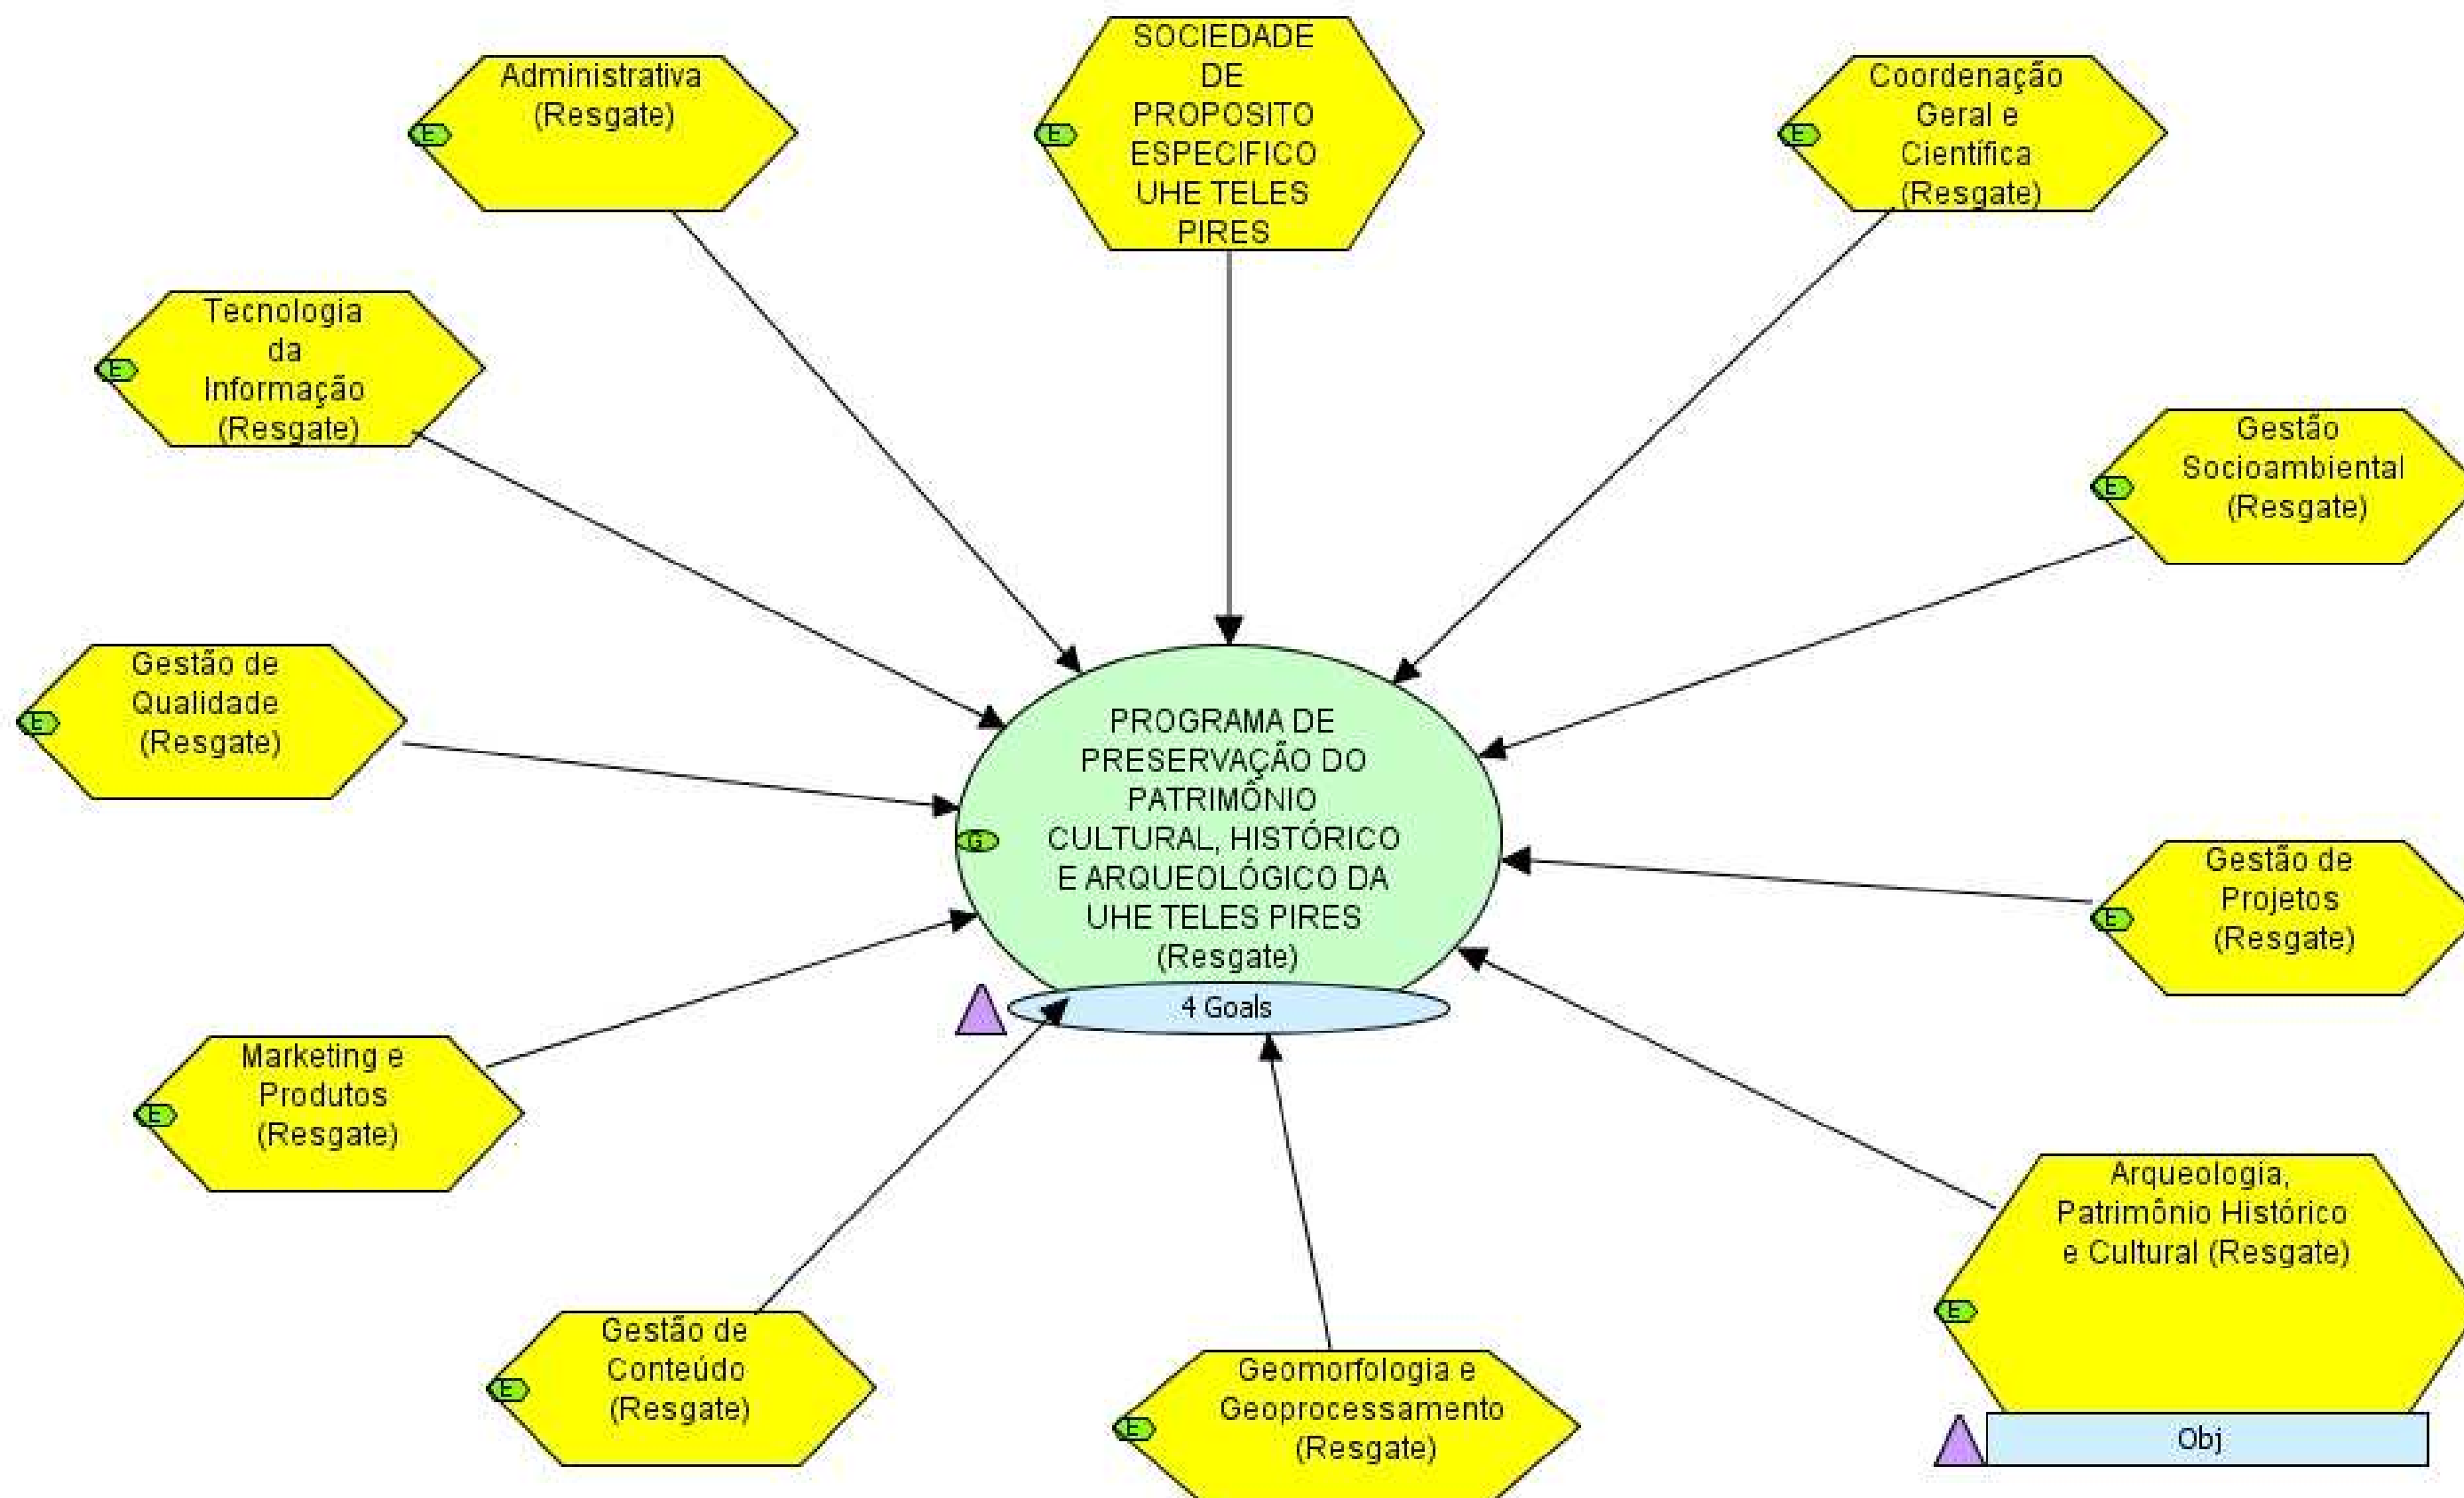 SOCIEDADE
DE
PROPOSITO
ESPECIFICO
UHE TELES
PIRES
E
Administrativa
(Resgate)
E
Coordenação
Geral e
Científica
(Resgate)
E
Tecnologia
da
Informação
(Resgate)
E
Gestão
Socioambiental
(Resgate)
E
Gestão de
Qualidade
(Resgate)
E
PROGRAMA DE
PRESERVAÇÃO DO
PATRIMÔNIO
CULTURAL, HISTÓRICO
E ARQUEOLÓGICO DA
UHE TELES PIRES
(Resgate)
G
4 Goals
Gestão de
Projetos
(Resgate)
E
Marketing e
Produtos
(Resgate)
E
Arqueologia,
Patrimônio Histórico
e Cultural (Resgate)
E
Obj
Gestão de
Conteúdo
(Resgate)
E
Geomorfologia e
Geoprocessamento
(Resgate)
E